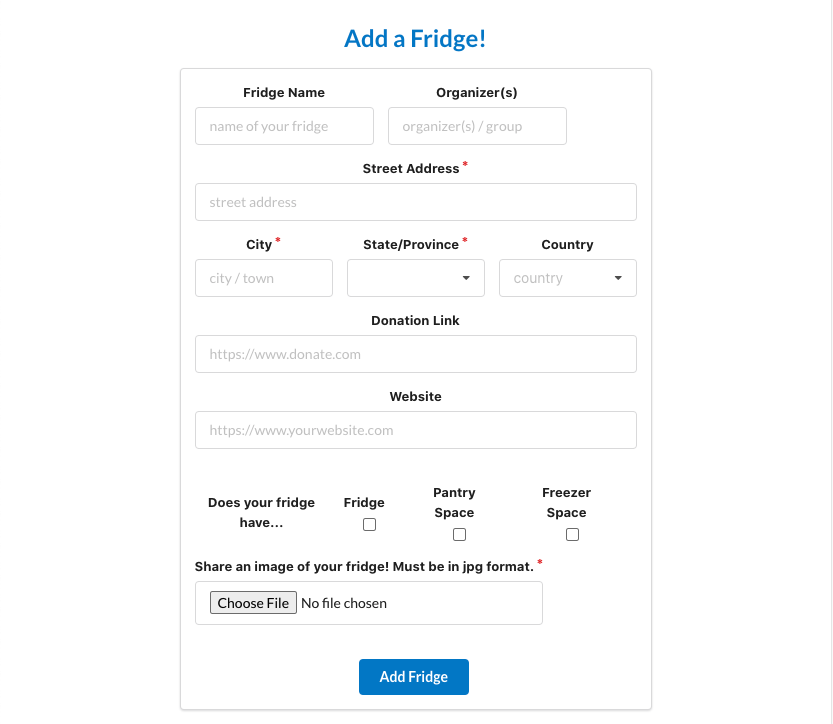 Add a Fridge!
Fridge Name
Organizer(s)
name of your fridge
organizer(s) / group
Street Address *
street address
City *
State/Province *
Country
city / town
country
Donation Link
https://www.donate.com
Website
https://www.yourwebsite.com
Does your fridge
have...
Fridge
Pantry
Space
Freezer
Space
Share an image of your fridge! Must be in jpg format. *
Choose File No file chosen
Add Fridge